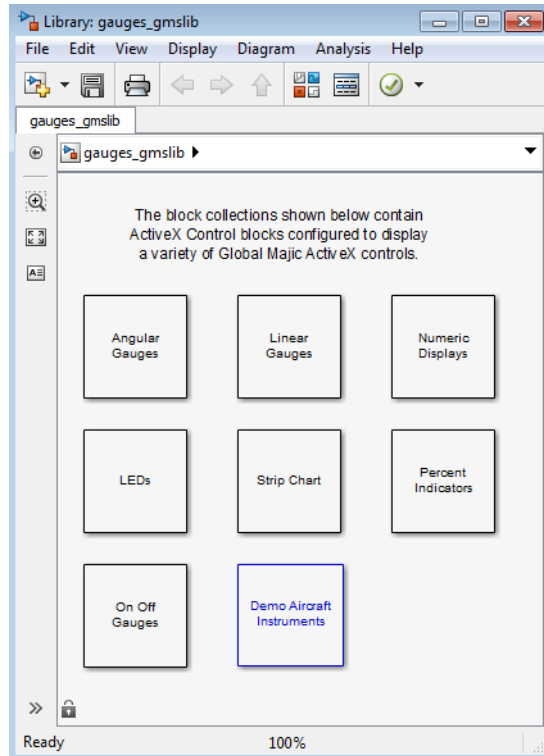 Library: gauges_gmslib
File Edit View Display Diagram Analysis Help
gauges_gmslib
gauges_gmslib
The block collections shown below contain
ActiveX Control blocks configured to display
a variety of Global Majic ActiveX controls.
Angular
Gauges
Linear
Gauges
Numeric
Displays
LEDs
Strip Chart
Percent
Indicators
On Off
Gauges
Demo Aircraft
Instruments
Ready 100%